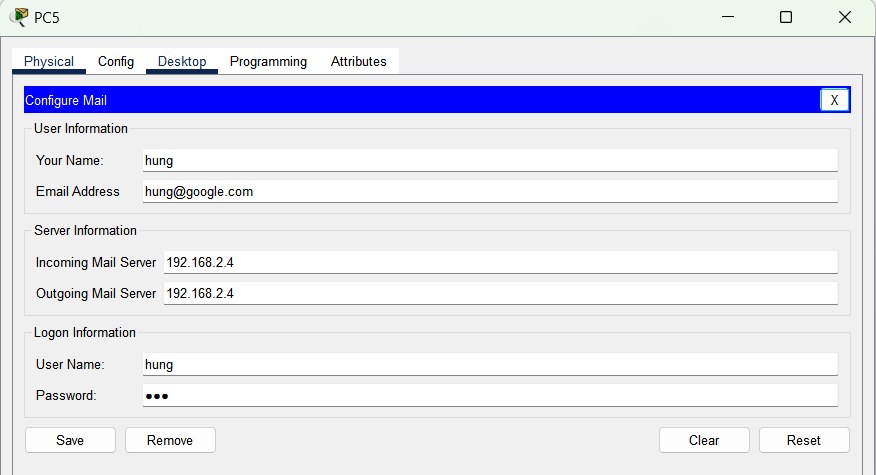 PC5
Physical Config Desktop Programming Attributes
Configure Mail X
User Information
Your Name: hung
Email Address hung@google.com
Server Information
Incoming Mail Server 192.168.2.4
Outgoing Mail Server 192.168.2.4
Logon Information
User Name: hung
Password: ●●●
Save Remove Clear Reset